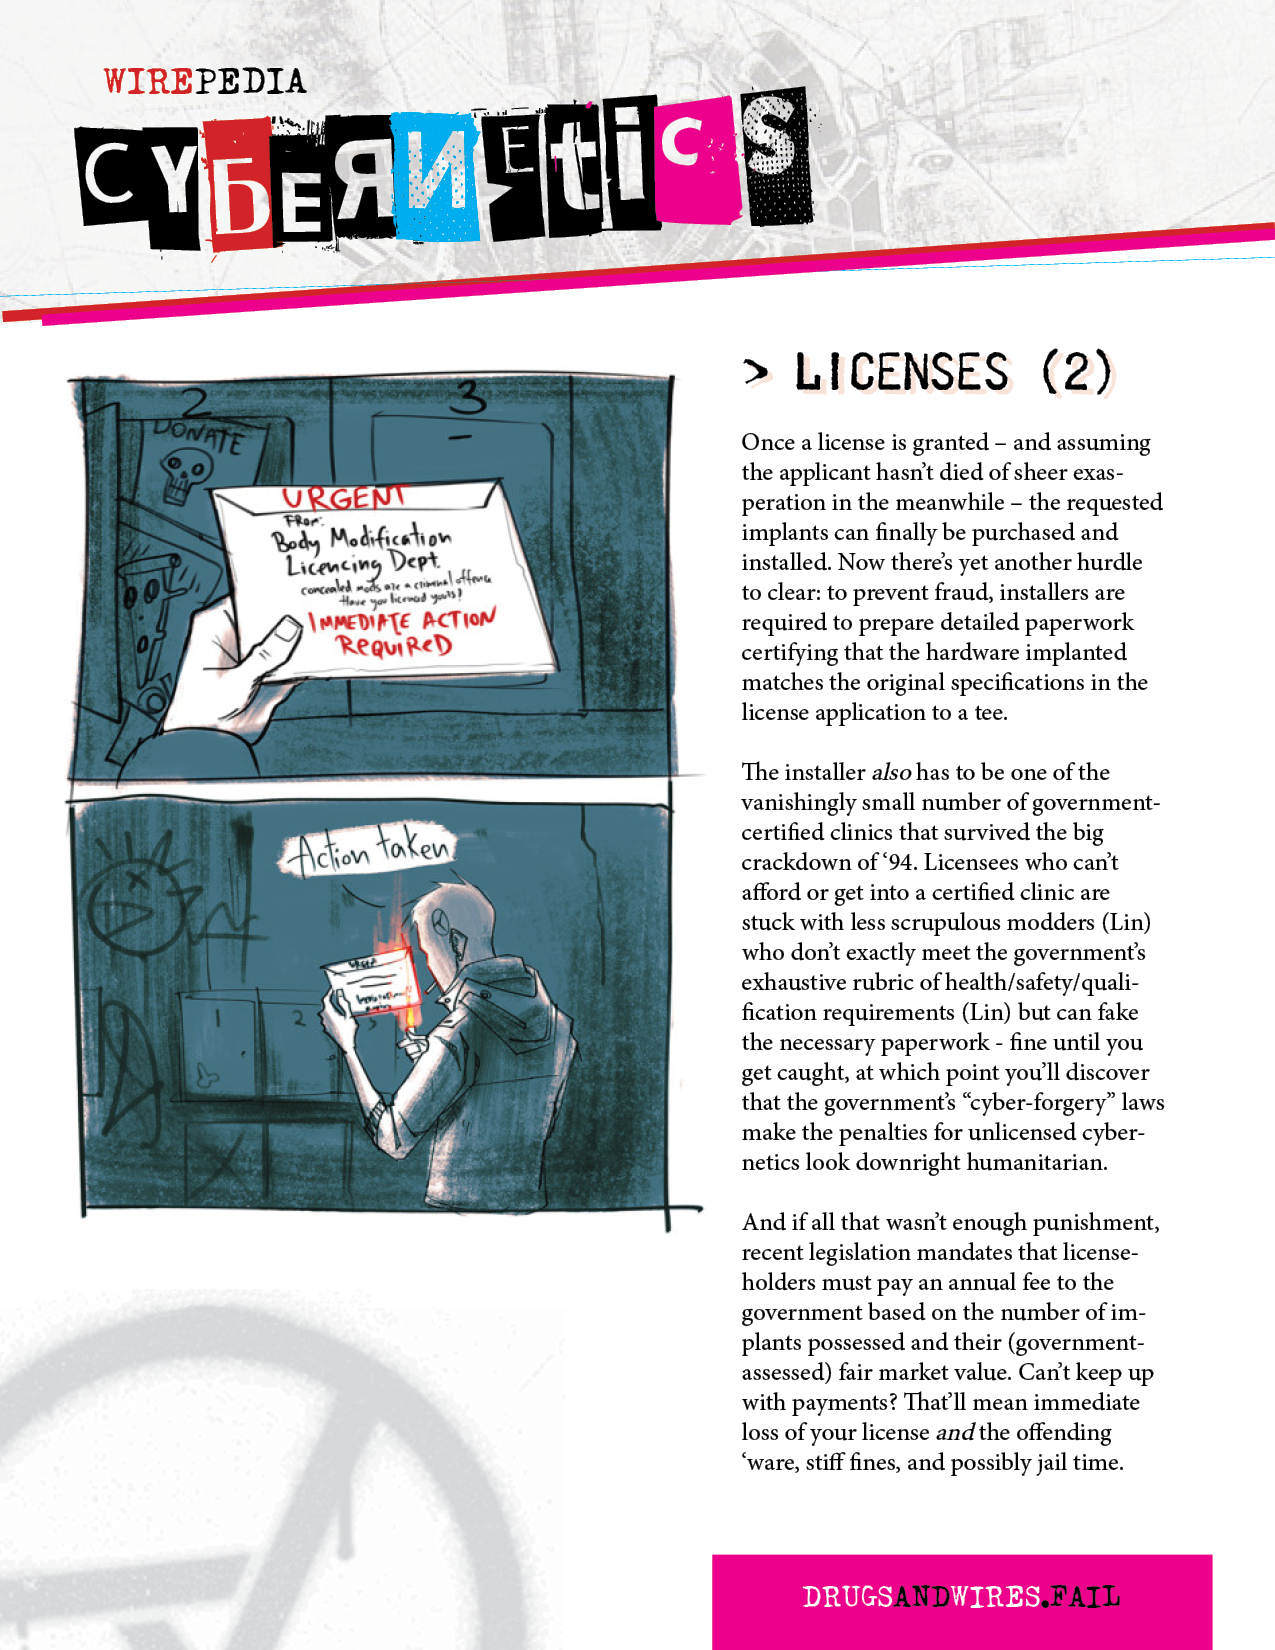 WIREPEDIA
CYБEЯИEtiCS
2
3
DONATE
URGENT
FROM:
Body Modification
Licencing Dept.
concealed mods are a criminal offence
Have you licenced yours?
IMMEDIATE ACTION
REQUIRED
Action taken
URGENT
1
2
3
> LICENSES (2)
Once a license is granted – and assuming
the applicant hasn’t died of sheer exas-
peration in the meanwhile – the requested
implants can finally be purchased and
installed. Now there’s yet another hurdle
to clear: to prevent fraud, installers are
required to prepare detailed paperwork
certifying that the hardware implanted
matches the original specifications in the
license application to a tee.
The installer also has to be one of the
vanishingly small number of government-
certified clinics that survived the big
crackdown of ‘94. Licensees who can’t
afford or get into a certified clinic are
stuck with less scrupulous modders (Lin)
who don’t exactly meet the government’s
exhaustive rubric of health/safety/quali-
fication requirements (Lin) but can fake
the necessary paperwork - fine until you
get caught, at which point you’ll discover
that the government’s “cyber-forgery” laws
make the penalties for unlicensed cyber-
netics look downright humanitarian.
And if all that wasn’t enough punishment,
recent legislation mandates that license-
holders must pay an annual fee to the
government based on the number of im-
plants possessed and their (government-
assessed) fair market value. Can’t keep up
with payments? That’ll mean immediate
loss of your license and the offending
‘ware, stiff fines, and possibly jail time.
DRUGSANDWIRES.FAIL